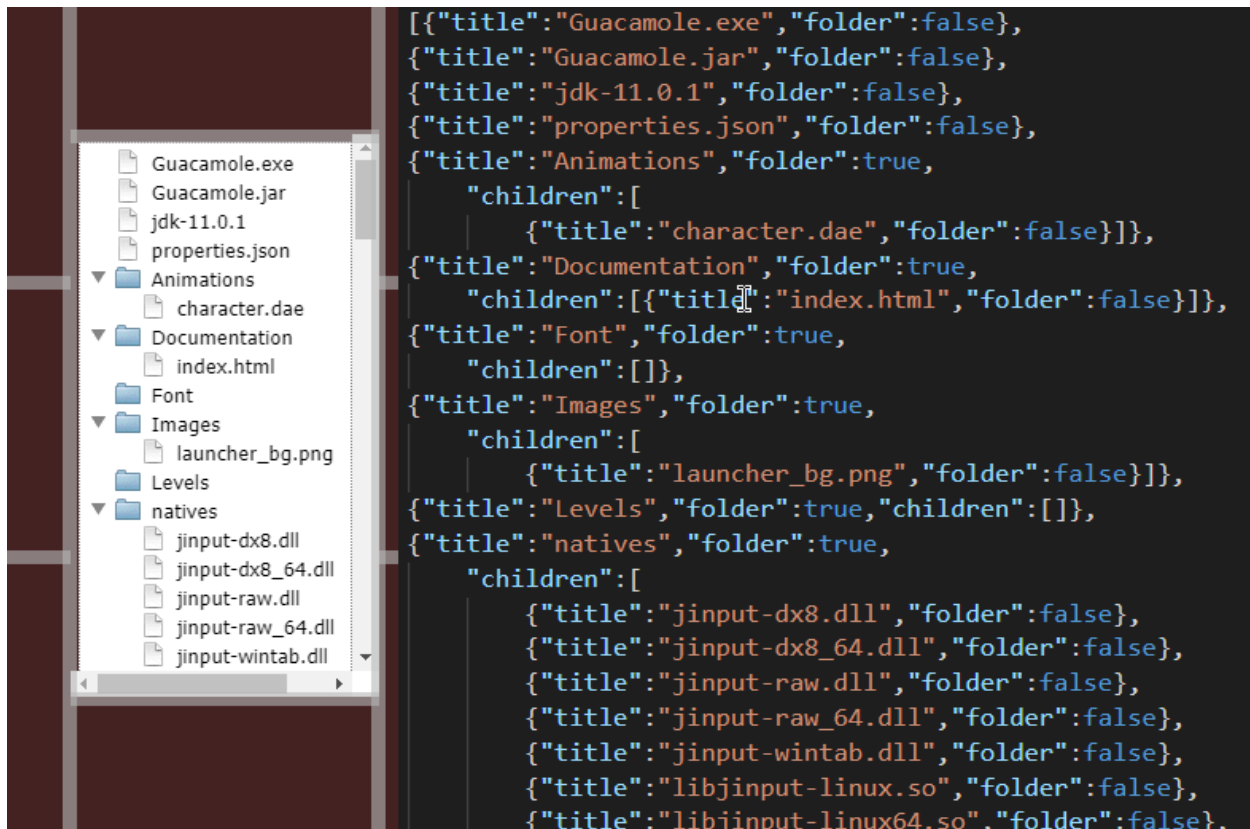 Guacamole.exe
Guacamole.jar
jdk-11.0.1
properties.json
Animations
character.dae
Documentation
index.html
Font
Images
launcher_bg.png
Levels
natives
jinput-dx8.dll
jinput-dx8_64.dll
jinput-raw.dll
jinput-raw_64.dll
jinput-wintab.dll
[{"title":"Guacamole.exe","folder":false},
{"title":"Guacamole.jar","folder":false},
{"title":"jdk-11.0.1","folder":false},
{"title":"properties.json","folder":false},
{"title":"Animations","folder":true,
"children":[
{"title":"character.dae","folder":false}]},
{"title":"Documentation","folder":true,
"children":[{"title":"index.html","folder":false}]},
{"title":"Font","folder":true,
"children":[]},
{"title":"Images","folder":true,
"children":[
{"title":"launcher_bg.png","folder":false}]},
{"title":"Levels","folder":true,"children":[]},
{"title":"natives","folder":true,
"children":[
{"title":"jinput-dx8.dll","folder":false},
{"title":"jinput-dx8_64.dll","folder":false},
{"title":"jinput-raw.dll","folder":false},
{"title":"jinput-raw_64.dll","folder":false},
{"title":"jinput-wintab.dll","folder":false},
{"title":"libjinput-linux.so","folder":false},
{"title":"libjinput-linux64.so","folder":false},